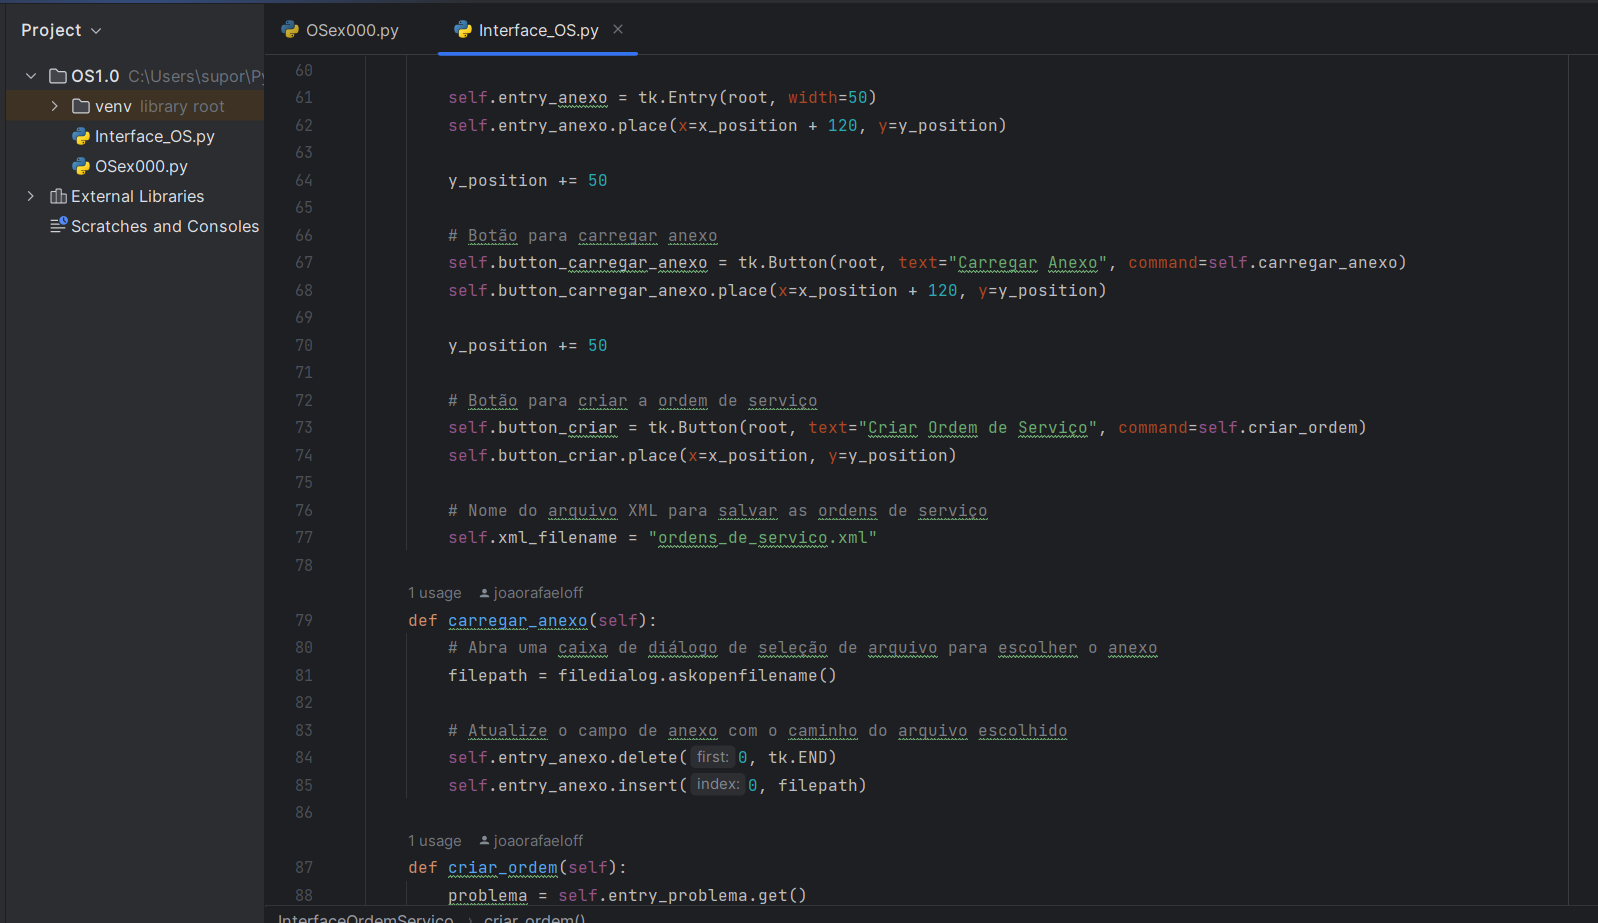 Project
OSex000.py
Interface_OS.py
OS1.0 C:\Users\supor\Py
venv library root
Interface_OS.py
OSex000.py
External Libraries
Scratches and Consoles
60
61 self.entry_anexo = tk.Entry(root, width=50)
62 self.entry_anexo.place(x=x_position + 120, y=y_position)
63
64 y_position += 50
65
66 # Botão para carregar anexo
67 self.button_carregar_anexo = tk.Button(root, text="Carregar Anexo", command=self.carregar_anexo)
68 self.button_carregar_anexo.place(x=x_position + 120, y=y_position)
69
70 y_position += 50
71
72 # Botão para criar a ordem de serviço
73 self.button_criar = tk.Button(root, text="Criar Ordem de Serviço", command=self.criar_ordem)
74 self.button_criar.place(x=x_position, y=y_position)
75
76 # Nome do arquivo XML para salvar as ordens de serviço
77 self.xml_filename = "ordens_de_servico.xml"
78
1 usage joaorafaeloff
79 def carregar_anexo(self):
80 # Abra uma caixa de diálogo de seleção de arquivo para escolher o anexo
81 filepath = filedialog.askopenfilename()
82
83 # Atualize o campo de anexo com o caminho do arquivo escolhido
84 self.entry_anexo.delete( first: 0, tk.END)
85 self.entry_anexo.insert( index: 0, filepath)
86
1 usage joaorafaeloff
87 def criar_ordem(self):
88 problema = self.entry_problema.get()
InterfaceOrdemServico › criar_ordem()